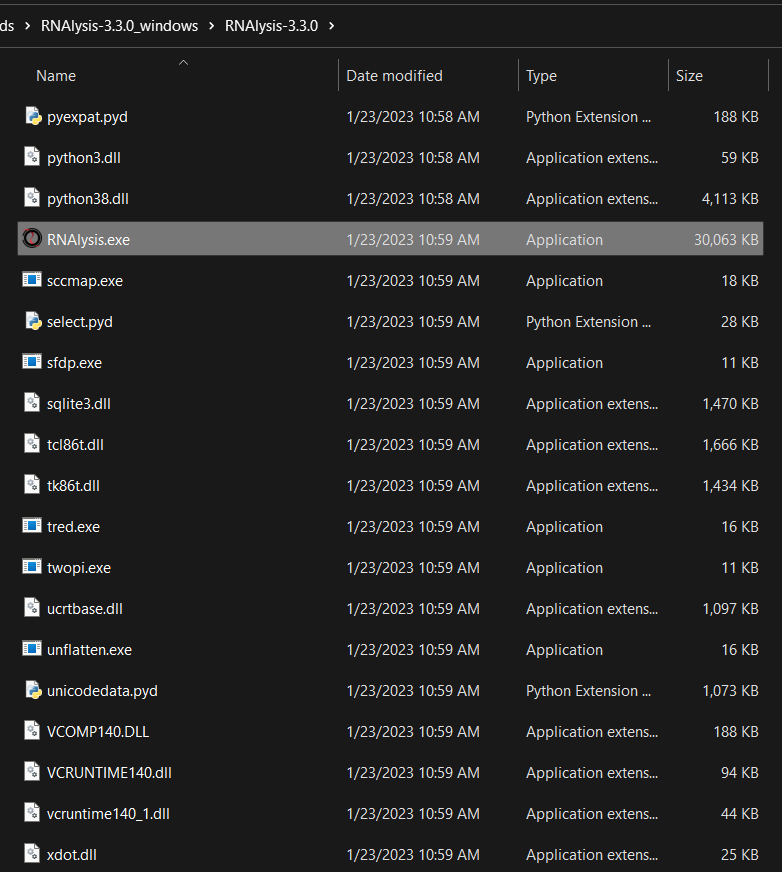 ds › RNAlysis-3.3.0_windows › RNAlysis-3.3.0 ›
Name Date modified Type Size
pyexpat.pyd 1/23/2023 10:58 AM Python Extension ... 188 KB
python3.dll 1/23/2023 10:58 AM Application extens... 59 KB
python38.dll 1/23/2023 10:58 AM Application extens... 4,113 KB
RNAlysis.exe 1/23/2023 10:59 AM Application 30,063 KB
sccmap.exe 1/23/2023 10:59 AM Application 18 KB
select.pyd 1/23/2023 10:59 AM Python Extension ... 28 KB
sfdp.exe 1/23/2023 10:59 AM Application 11 KB
sqlite3.dll 1/23/2023 10:59 AM Application extens... 1,470 KB
tcl86t.dll 1/23/2023 10:59 AM Application extens... 1,666 KB
tk86t.dll 1/23/2023 10:59 AM Application extens... 1,434 KB
tred.exe 1/23/2023 10:59 AM Application 16 KB
twopi.exe 1/23/2023 10:59 AM Application 11 KB
ucrtbase.dll 1/23/2023 10:59 AM Application extens... 1,097 KB
unflatten.exe 1/23/2023 10:59 AM Application 16 KB
unicodedata.pyd 1/23/2023 10:59 AM Python Extension ... 1,073 KB
VCOMP140.DLL 1/23/2023 10:59 AM Application extens... 188 KB
VCRUNTIME140.dll 1/23/2023 10:59 AM Application extens... 94 KB
vcruntime140_1.dll 1/23/2023 10:59 AM Application extens... 44 KB
xdot.dll 1/23/2023 10:59 AM Application extens... 25 KB